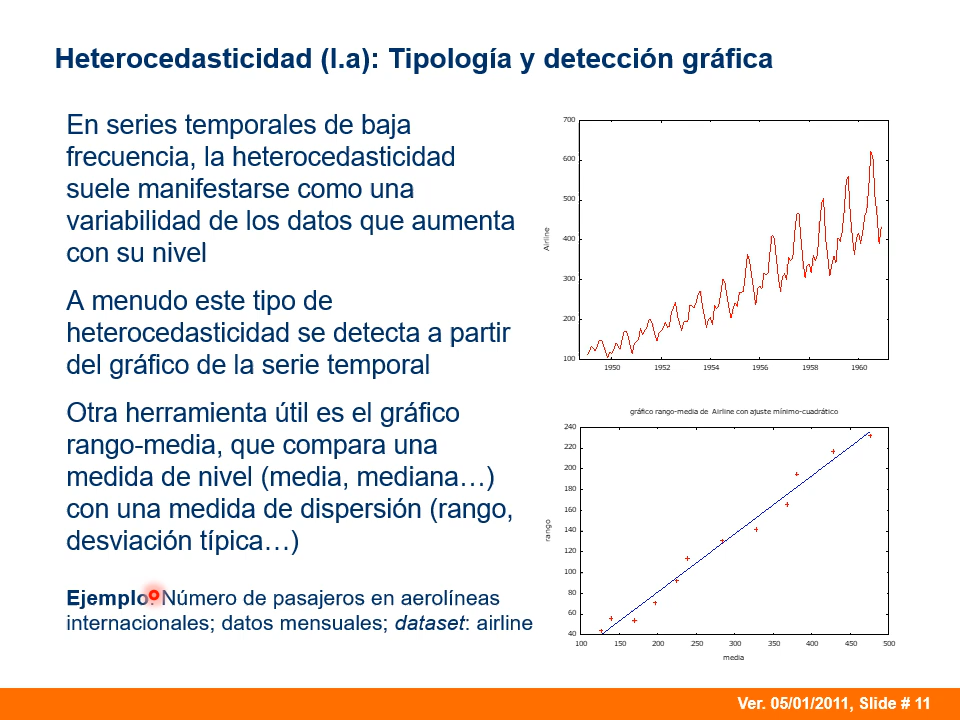 Heterocedasticidad (I.a): Tipología y detección gráfica
En series temporales de baja
frecuencia, la heterocedasticidad
suele manifestarse como una
variabilidad de los datos que aumenta
con su nivel
A menudo este tipo de
heterocedasticidad se detecta a partir
del gráfico de la serie temporal
Otra herramienta útil es el gráfico
rango-media, que compara una
medida de nivel (media, mediana…)
con una medida de dispersión (rango,
desviación típica…)
Ejemplo: Número de pasajeros en aerolíneas
internacionales; datos mensuales; dataset: airline
700
600
500
400
300
200
100
Airline
1950 1952 1954 1956 1958 1960
gráfico rango-media de Airline con ajuste mínimo-cuadrático
240
220
200
180
160
140
120
100
80
60
40
rango
100 150 200 250 300 350 400 450 500
media
Ver. 05/01/2011, Slide # 11